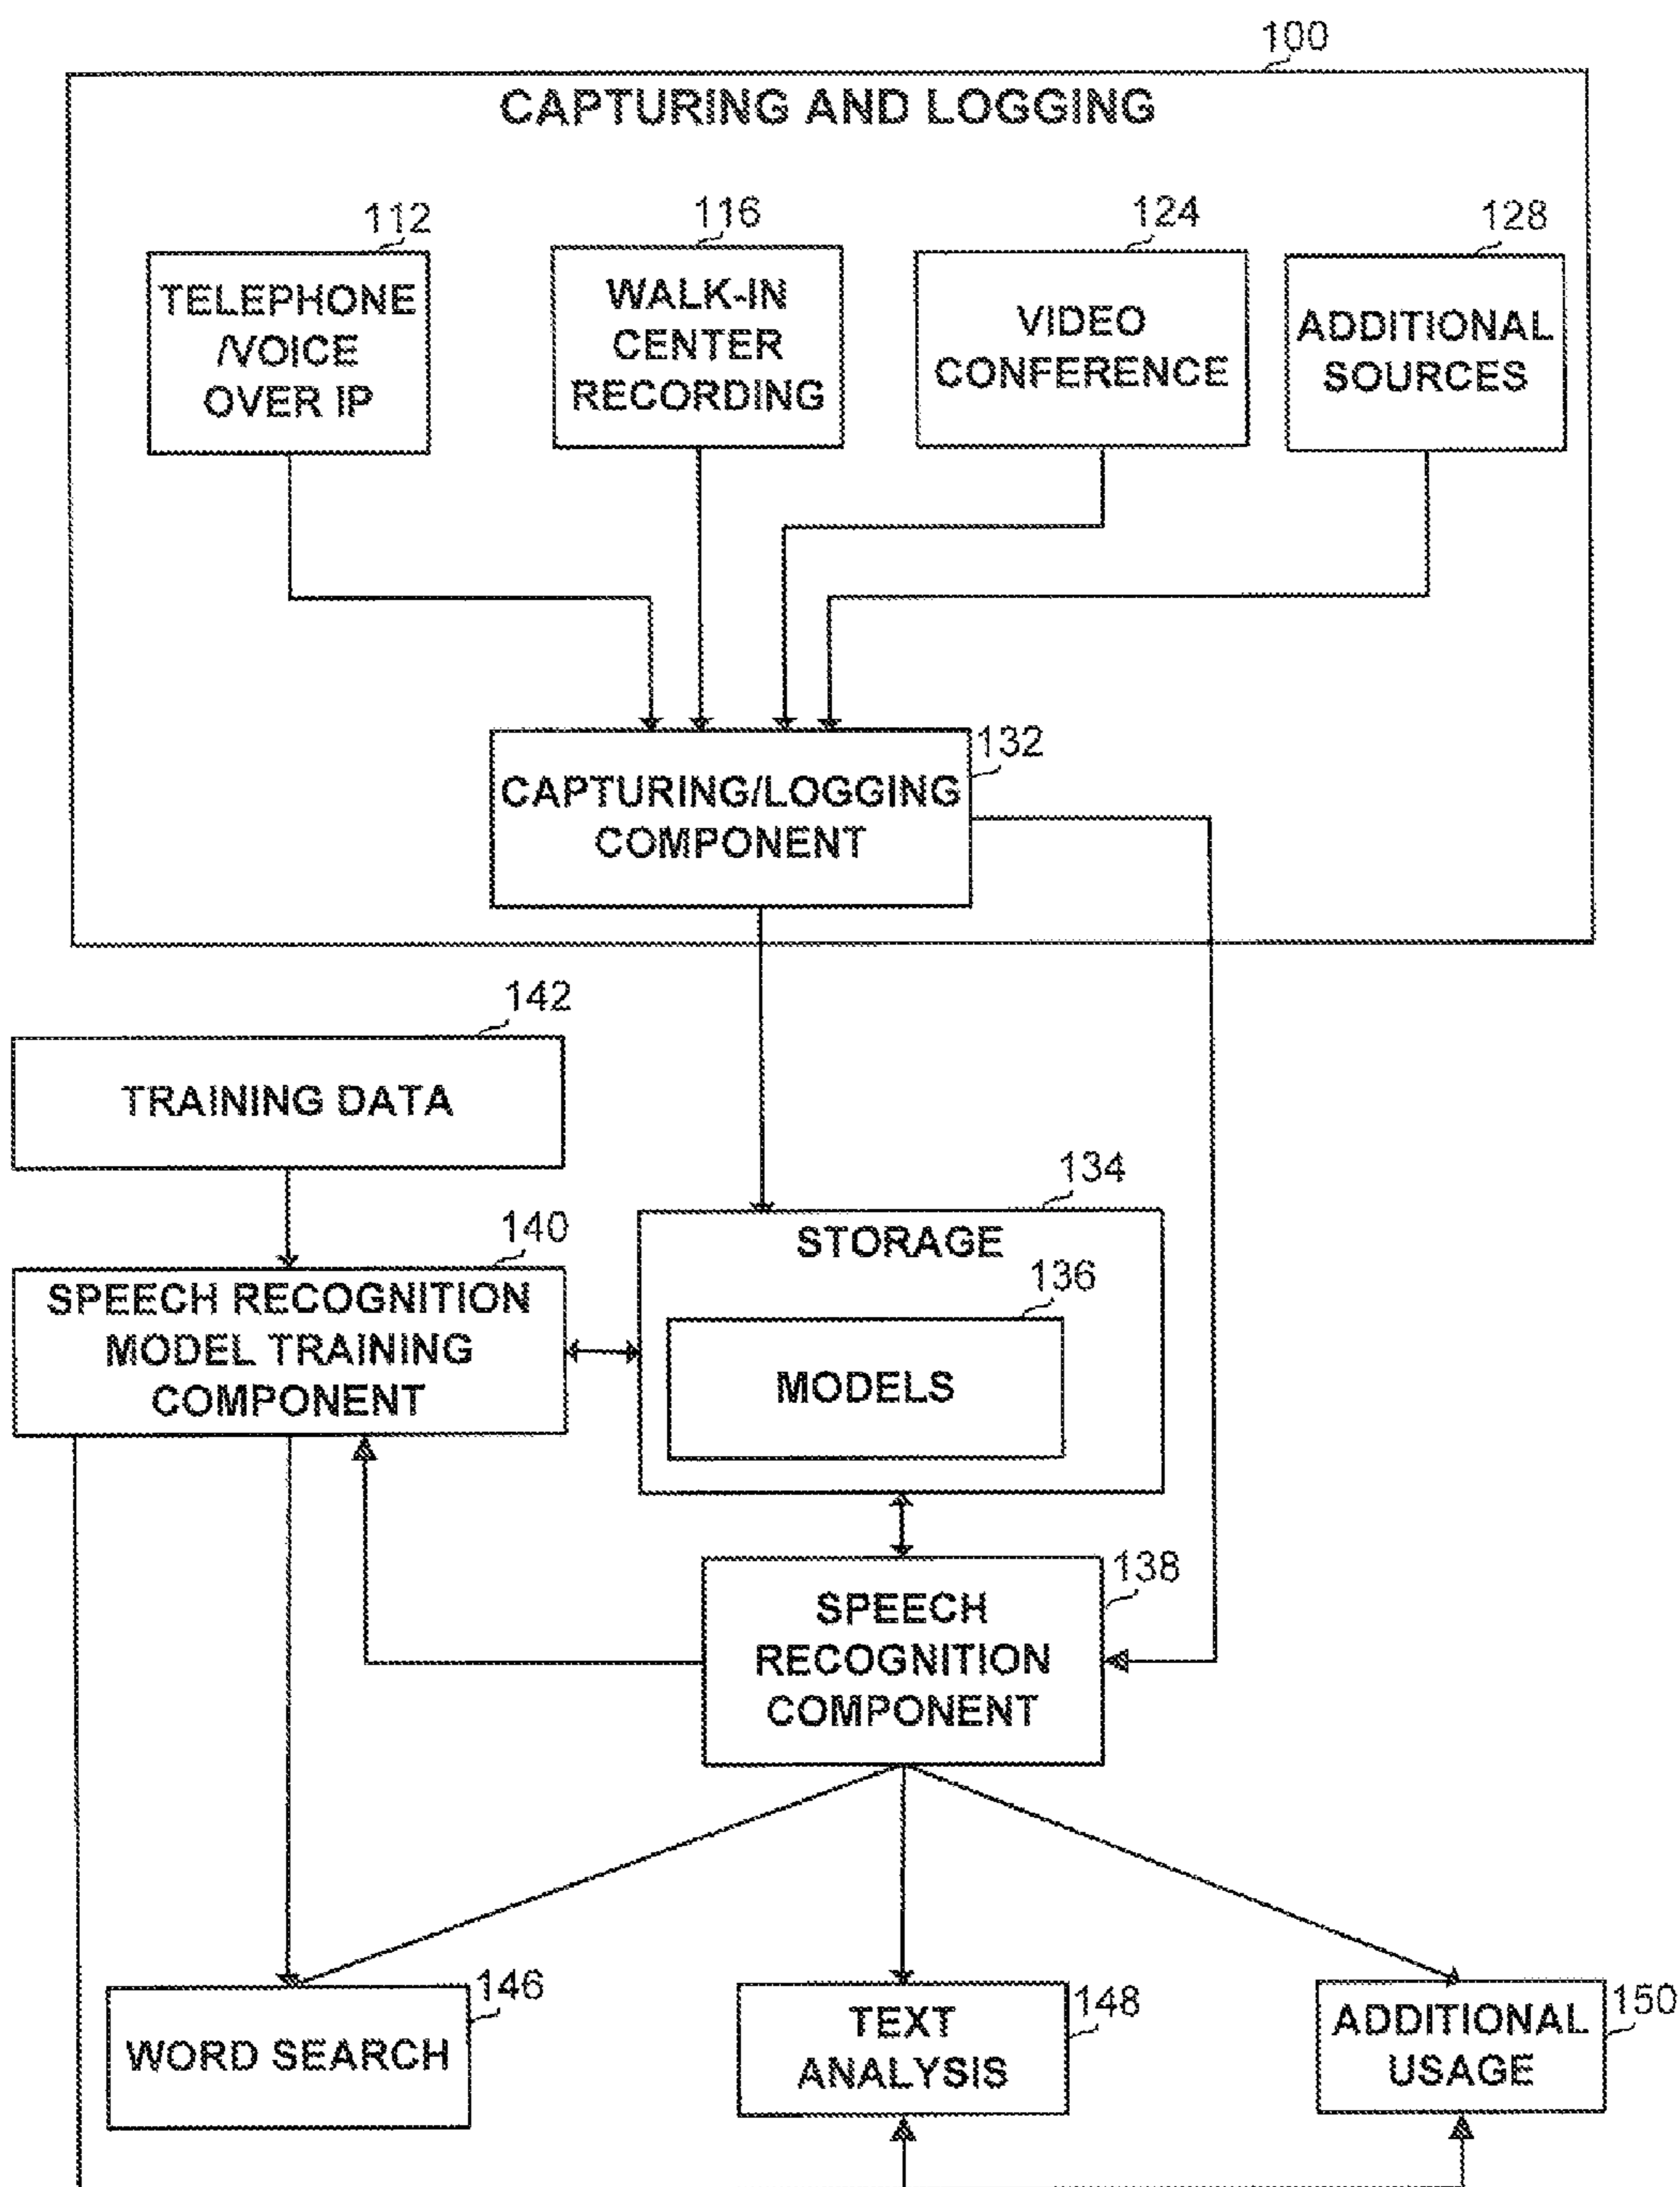 100
CAPTURING AND LOGGING
112
116
124
128
TELEPHONE
/VOICE
OVER IP
WALK-IN
CENTER
RECORDING
VIDEO
CONFERENCE
ADDITIONAL
SOURCES
132
CAPTURING/LOGGING
COMPONENT
142
TRAINING DATA
134
STORAGE
140
SPEECH RECOGNITION
MODEL TRAINING
COMPONENT
136
MODELS
138
SPEECH
RECOGNITION
COMPONENT
146
WORD SEARCH
148
TEXT
ANALYSIS
150
ADDITIONAL
USAGE